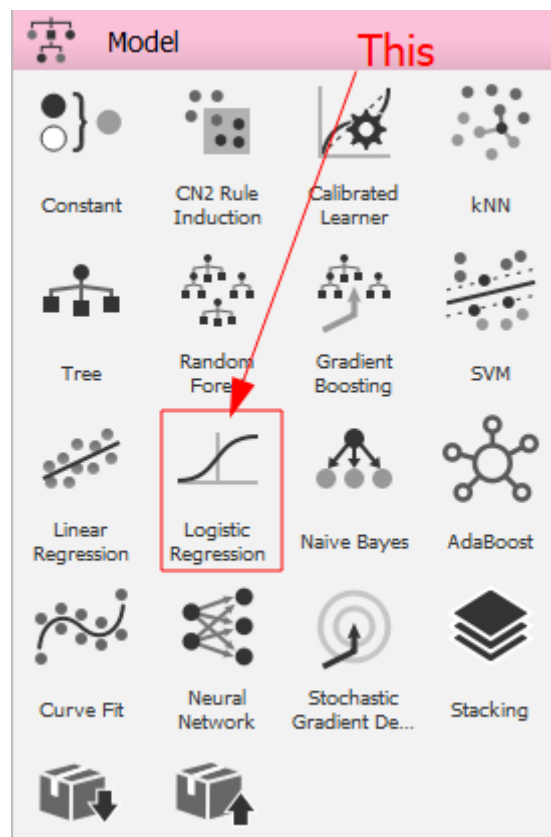 Model
This
Constant
CN2 Rule
Induction
Calibrated
Learner
kNN
Tree
Random
Fore
Gradient
Boosting
SVM
Linear
Regression
Logistic
Regression
Naive Bayes
AdaBoost
Curve Fit
Neural
Network
Stochastic
Gradient De...
Stacking